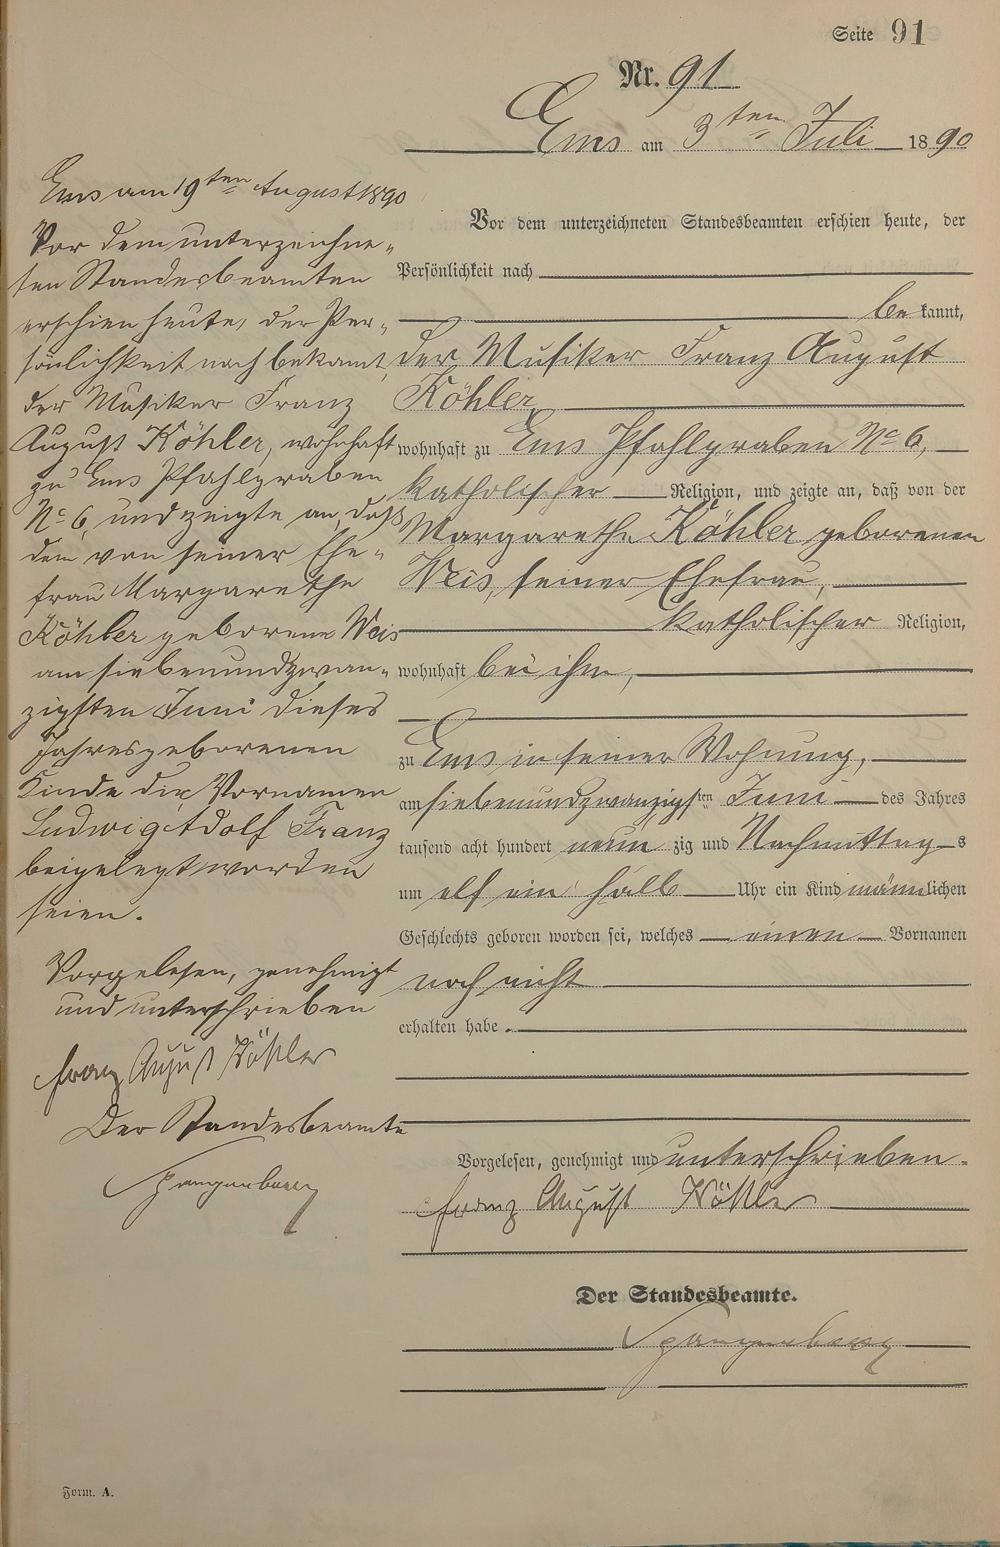 Seite 91
Nr. 91
Ems am 3ten Juli 1890
Vor dem unterzeichneten Standesbeamten erschien heute, der
Persönlichkeit nach
bekannt,
der Musiker Franz August
Köhler,
wohnhaft zu Ems Pfahlgraben No 6,
katholischer Religion, und zeigte an, daß von der
Margarethe Köhler geborenen
Weis, seiner Ehefrau,
katholischer Religion,
wohnhaft bei ihm,
zu Ems in seiner Wohnung,
am siebenundzwanzigsten Juni des Jahres
tausend acht hundert neunzig und Nachmittags
um elf ein halb Uhr ein Kind männlichen
Geschlechts geboren worden sei, welches einen Vornamen
noch nicht
erhalten habe.
Vorgelesen, genehmigt und unterschrieben.
Franz August Köhler
Der Standesbeamte.
Ems am 19ten August 1890
Vor dem unterzeichne-
ten Standesbeamten
erschien heute, der Per-
sönlichkeit nach bekannt,
der Musiker Franz
August Köhler, wohnhaft
zu Ems Pfahlgraben
No 6, und zeigte an, daß
dem von seiner Ehe-
frau Margarethe
Köhler geborene Weis
am siebenundzwan-
zigsten Juni dieses
Jahres geborenen
Kinde die Vornamen
Ludwig Adolf Franz
beigelegt worden
seien.
Vorgelesen, genehmigt
und unterschrieben
Franz August Köhler
Der Standesbeamte
Form. A.